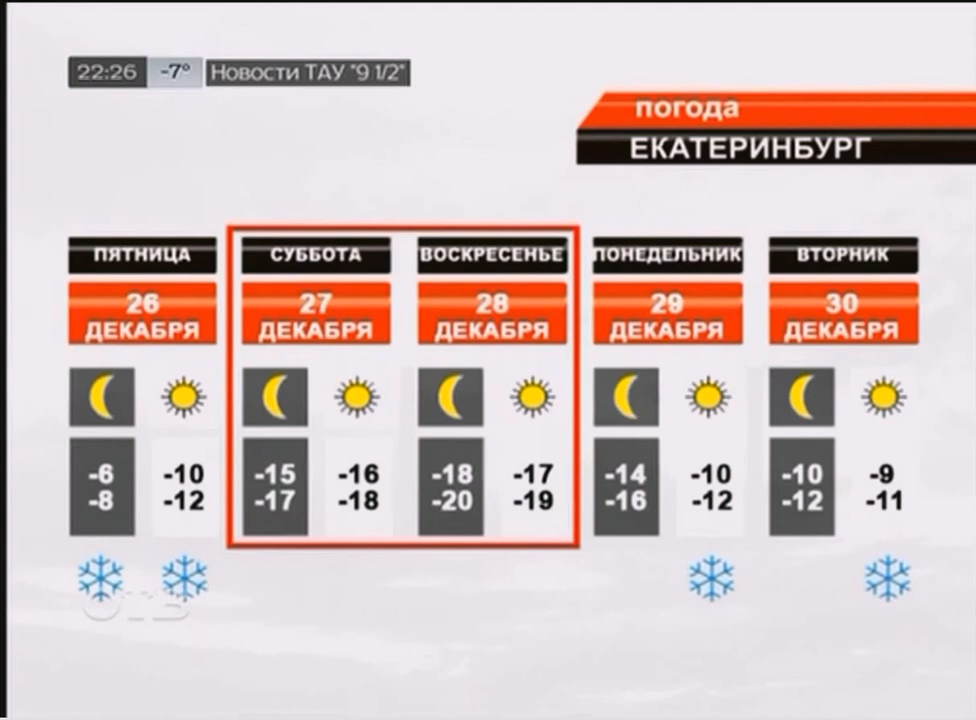 22:26 -7° Новости ТАУ "9 1/2"
погода
ЕКАТЕРИНБУРГ
ПЯТНИЦА СУББОТА ВОСКРЕСЕНЬЕ ПОНЕДЕЛЬНИК ВТОРНИК
26 27 28 29 30
ДЕКАБРЯ ДЕКАБРЯ ДЕКАБРЯ ДЕКАБРЯ ДЕКАБРЯ
-6 -10 -15 -16 -18 -17 -14 -10 -10 -9
-8 -12 -17 -18 -20 -19 -16 -12 -12 -11
ОТВ